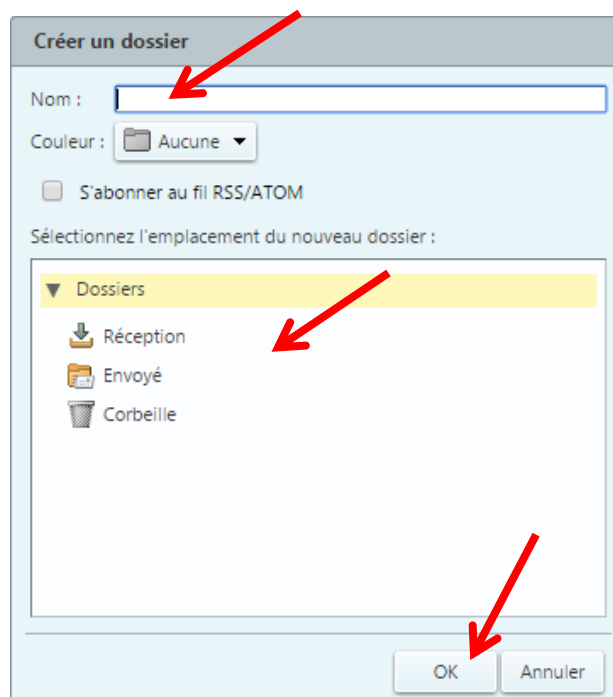 Créer un dossier
Nom :
Couleur : Aucune
S'abonner au fil RSS/ATOM
Sélectionnez l'emplacement du nouveau dossier :
Dossiers
Réception
Envoyé
Corbeille
OK Annuler